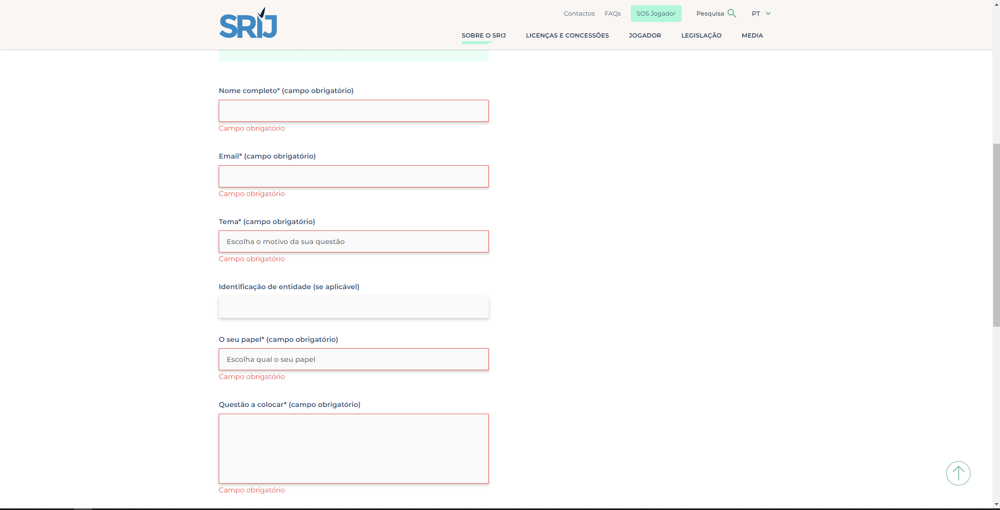 SRIJ
Contactos FAQs SOS Jogador Pesquisa PT
SOBRE O SRIJ LICENÇAS E CONCESSÕES JOGADOR LEGISLAÇÃO MEDIA
Nome completo* (campo obrigatório)
Campo obrigatório
Email* (campo obrigatório)
Campo obrigatório
Tema* (campo obrigatório)
Escolha o motivo da sua questão
Campo obrigatório
Identificação de entidade (se aplicável)
O seu papel* (campo obrigatório)
Escolha qual o seu papel
Campo obrigatório
Questão a colocar* (campo obrigatório)
Campo obrigatório